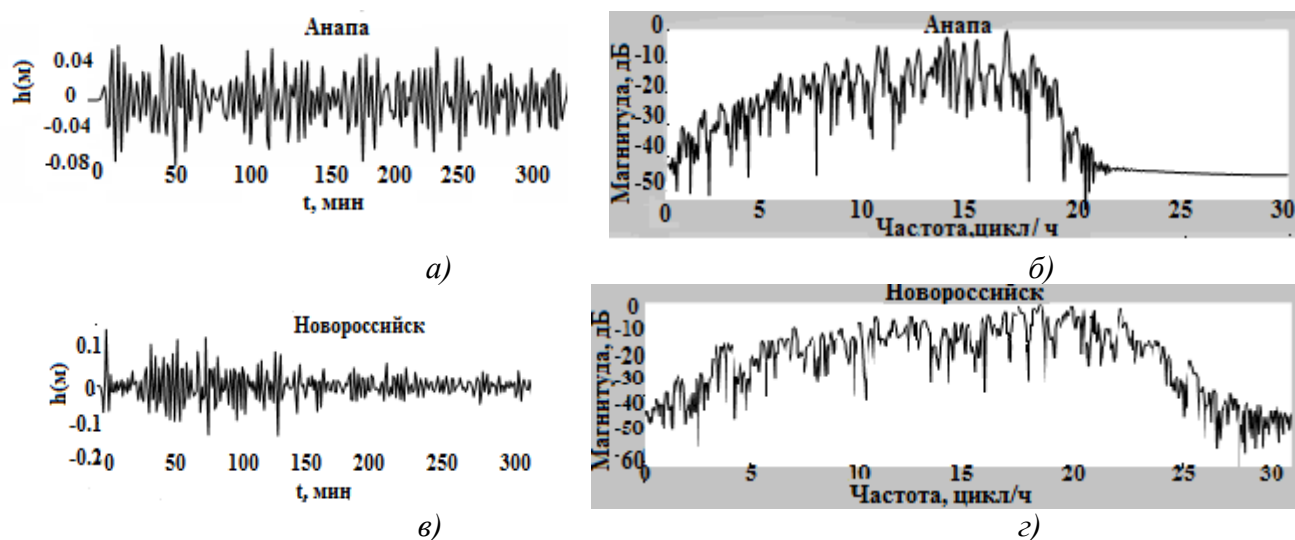 Анапа
h(м)
0.04
0
-0.04
-0.08
0 50 100 150 200 250 300
t, мин
а)
Анапа
Магнитуда, дБ
0
-10
-20
-30
-40
-50
0 5 10 15 20 25 30
Частота,цикл/ ч
б)
Новороссийск
h(м)
0.1
0
-0.1
-0.2
0 50 100 150 200 250 300
t, мин
в)
Новороссийск
Магнитуда, дБ
0
-10
-20
-30
-40
-50
-60
0 5 10 15 20 25 30
Частота, цикл/ч
г)